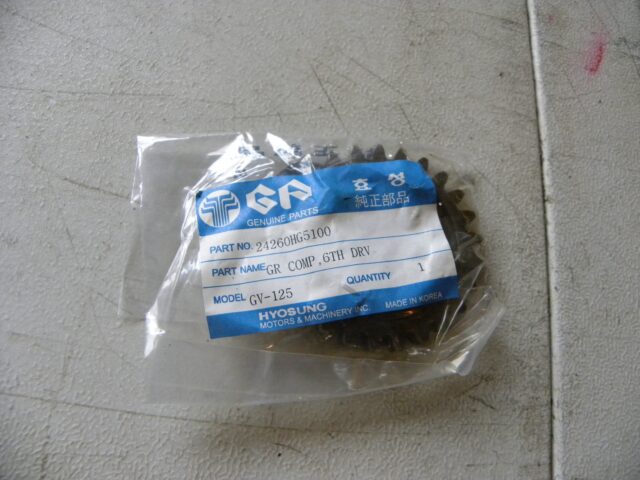 GP 효성
GENUINE PARTS 純正部品
PART NO. 24260HG5100
PART NAME GR COMP,6TH DRV
MODEL GV-125 QUANTITY 1
HYOSUNG MADE IN KOREA
MOTORS & MACHINERY INC.